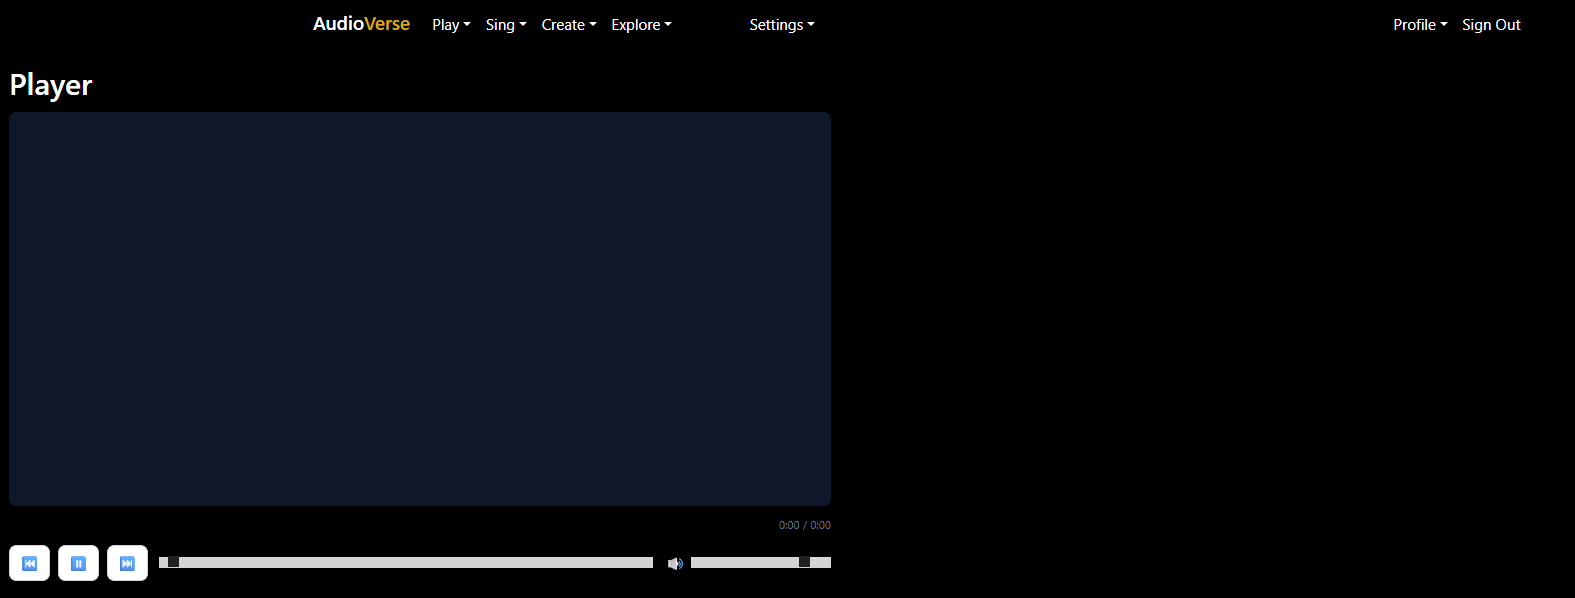 AudioVerse Play Sing Create Explore Settings Profile Sign Out
Player
0:00 / 0:00